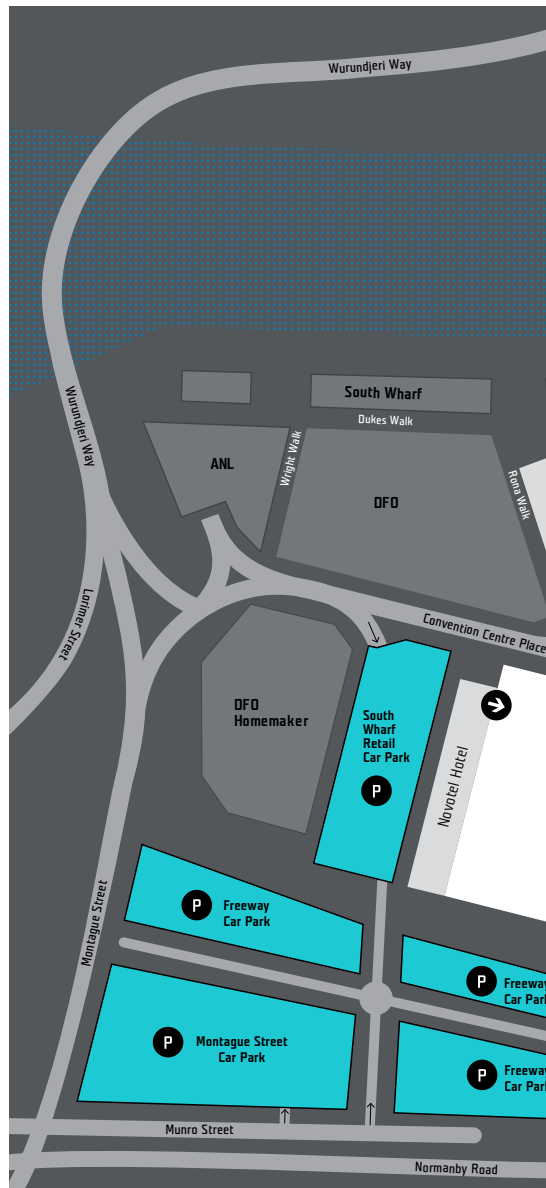 Wurundjeri Way
Wurundjeri Way
South Wharf
Dukes Walk
Wright Walk
ANL
DFO
Rona Walk
Lorimer Street
Convention Centre Place
DFO
Homemaker
South
Wharf
Retail
Car Park
P
Novotel Hotel
Montague Street
P
Freeway
Car Park
P
Freeway
Car Park
P
Montague Street
Car Park
P
Freeway
Car Park
Munro Street
Normanby Road